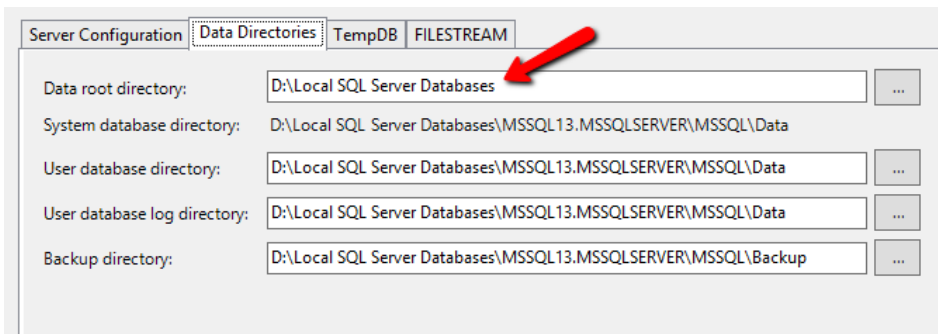 Server Configuration Data Directories TempDB FILESTREAM
Data root directory: D:\Local SQL Server Databases ...
System database directory: D:\Local SQL Server Databases\MSSQL13.MSSQLSERVER\MSSQL\Data
User database directory: D:\Local SQL Server Databases\MSSQL13.MSSQLSERVER\MSSQL\Data ...
User database log directory: D:\Local SQL Server Databases\MSSQL13.MSSQLSERVER\MSSQL\Data ...
Backup directory: D:\Local SQL Server Databases\MSSQL13.MSSQLSERVER\MSSQL\Backup ...